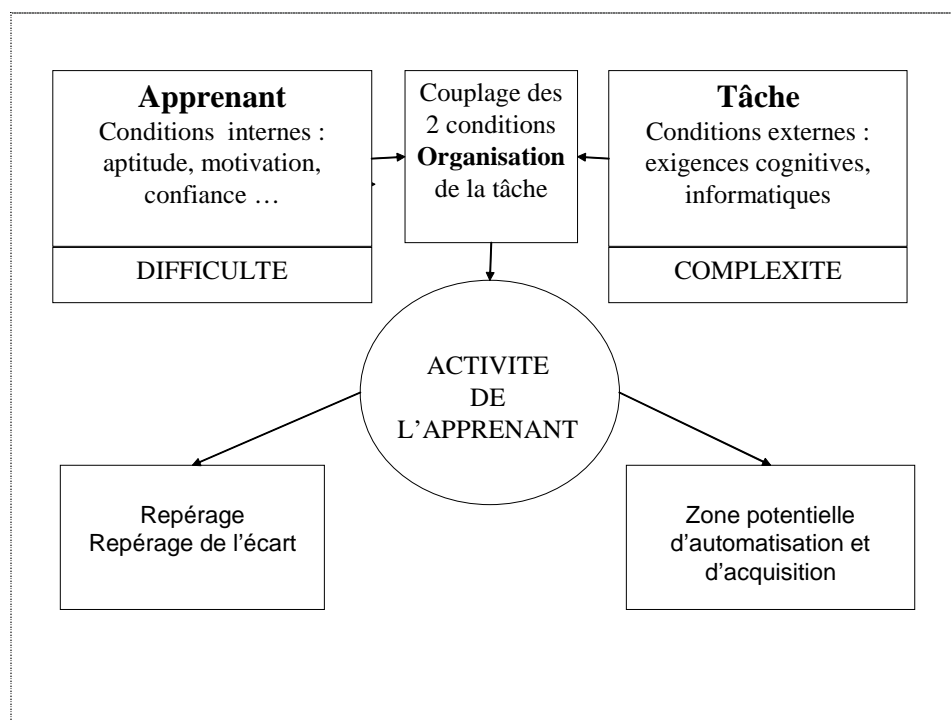 Apprenant
Conditions internes :
aptitude, motivation,
confiance …
DIFFICULTE
Couplage des
2 conditions
Organisation
de la tâche
Tâche
Conditions externes :
exigences cognitives,
informatiques
COMPLEXITE
ACTIVITE
DE
L’APPRENANT
Repérage
Repérage de l’écart
Zone potentielle
d’automatisation et
d’acquisition